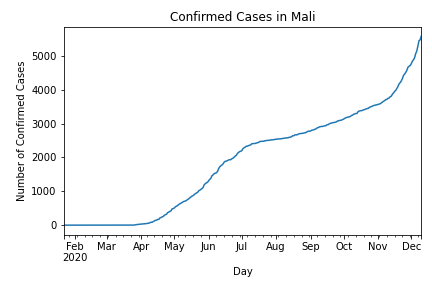 Confirmed Cases in Mali
Number of Confirmed Cases
5000
4000
3000
2000
1000
0
Feb Mar Apr May Jun Jul Aug Sep Oct Nov Dec
2020
Day